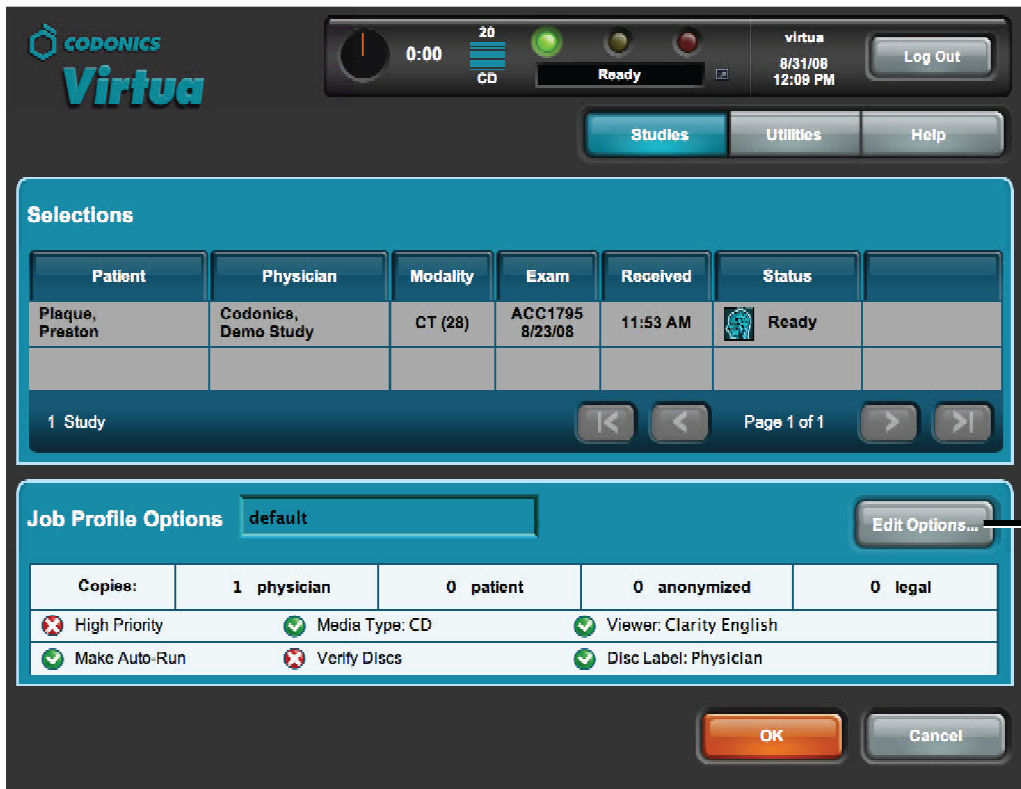 CODONICS
Virtua
0:00
20
CD
Ready
virtua
8/31/08
12:09 PM
Log Out
Studies Utilities Help
Selections
Patient Physician Modality Exam Received Status
Plaque, Preston
Codonics, Demo Study
CT (28)
ACC1795 8/23/08
11:53 AM
Ready
1 Study
Page 1 of 1
Job Profile Options default Edit Options...
Copies: 1 physician 0 patient 0 anonymized 0 legal
High Priority Media Type: CD Viewer: Clarity English
Make Auto-Run Verify Discs Disc Label: Physician
OK Cancel